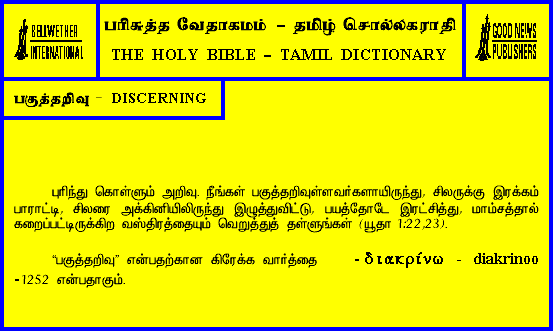 BELLWETHER
INTERNATIONAL
பரிசுத்த வேதாகமம் – தமிழ் சொல்லகராதி
THE HOLY BIBLE – TAMIL DICTIONARY
GOOD NEWS
PUBLISHERS
பகுத்தறிவு – DISCERNING
புரிந்து கொள்ளும் அறிவு. நீங்கள் பகுத்தறிவுள்ளவர்களாயிருந்து, சிலருக்கு இரக்கம்
பாராட்டி, சிலரை அக்கினியிலிருந்து இழுத்துவிட்டு, பயத்தோடே இரட்சித்து, மாம்சத்தால்
கறைப்பட்டிருக்கிற வஸ்திரத்தையும் வெறுத்துத் தள்ளுங்கள் (யூதா 1:22,23).
“பகுத்தறிவு” என்பதற்கான கிரேக்க வார்த்தை - διακρίνω - diakrinoo
-1252 என்பதாகும்.